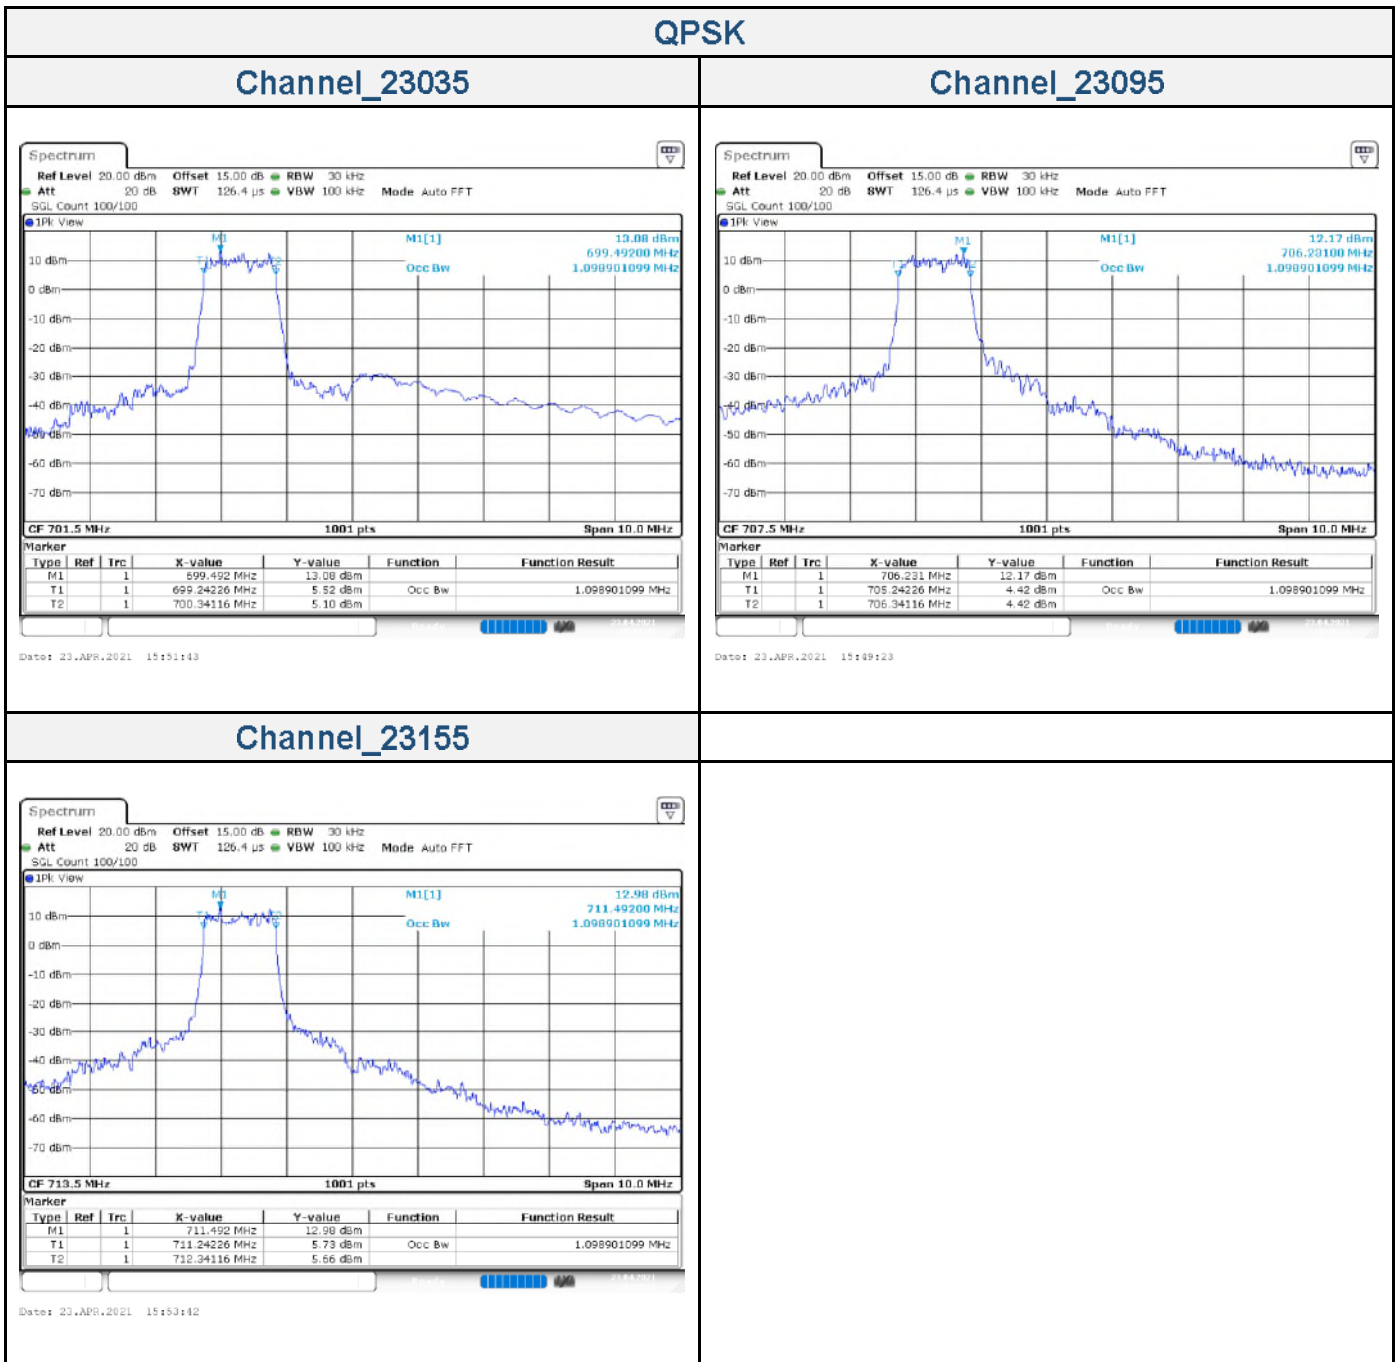 QPSK
Channel_23035
Channel_23095
Spectrum
Ref Level 20.00 dBm Offset 15.00 dB RBW 30 kHz
Att 20 dB SWT 126.4 µs VBW 100 kHz Mode Auto FFT
SGL Count 100/100
1Pk View
M1
M1[1] 13.08 dBm
699.49200 MHz
Occ Bw 1.098901099 MHz
T1
10 dBm
0 dBm
-10 dBm
-20 dBm
-30 dBm
-40 dBm
-50 dBm
-60 dBm
-70 dBm
CF 701.5 MHz 1001 pts Span 10.0 MHz
Marker
Type Ref Trc X-value Y-value Function Function Result
M1 1 699.492 MHz 13.08 dBm
T1 1 699.24226 MHz 5.52 dBm Occ Bw 1.098901099 MHz
T2 1 700.34116 MHz 5.10 dBm
Date: 23.APR.2021 15:51:43
Spectrum
Ref Level 20.00 dBm Offset 15.00 dB RBW 30 kHz
Att 20 dB SWT 126.4 µs VBW 100 kHz Mode Auto FFT
SGL Count 100/100
1Pk View
M1
M1[1] 12.17 dBm
706.23100 MHz
Occ Bw 1.098901099 MHz
10 dBm
0 dBm
-10 dBm
-20 dBm
-30 dBm
-40 dBm
-50 dBm
-60 dBm
-70 dBm
CF 707.5 MHz 1001 pts Span 10.0 MHz
Marker
Type Ref Trc X-value Y-value Function Function Result
M1 1 706.231 MHz 12.17 dBm
T1 1 705.24226 MHz 4.42 dBm Occ Bw 1.098901099 MHz
T2 1 706.34116 MHz 4.42 dBm
Date: 23.APR.2021 15:49:23
Channel_23155
Spectrum
Ref Level 20.00 dBm Offset 15.00 dB RBW 30 kHz
Att 20 dB SWT 126.4 µs VBW 100 kHz Mode Auto FFT
SGL Count 100/100
1Pk View
M1
M1[1] 12.98 dBm
711.49200 MHz
Occ Bw 1.098901099 MHz
10 dBm
0 dBm
-10 dBm
-20 dBm
-30 dBm
-40 dBm
-50 dBm
-60 dBm
-70 dBm
CF 713.5 MHz 1001 pts Span 10.0 MHz
Marker
Type Ref Trc X-value Y-value Function Function Result
M1 1 711.492 MHz 12.98 dBm
T1 1 711.24226 MHz 5.73 dBm Occ Bw 1.098901099 MHz
T2 1 712.34116 MHz 5.66 dBm
Date: 23.APR.2021 15:53:42